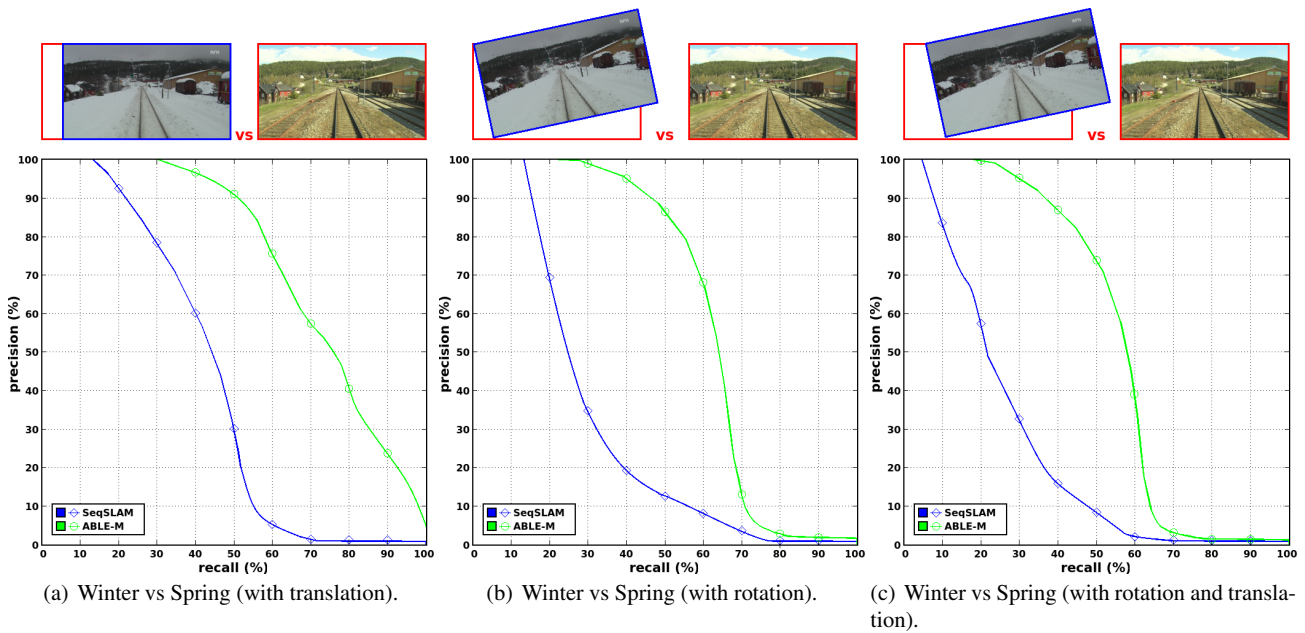 vs
vs
vs
100
90
80
70
60
50
40
30
20
10
0
precision (%)
SeqSLAM
ABLE-M
0 10 20 30 40 50 60 70 80 90 100
recall (%)
(a) Winter vs Spring (with translation).
100
90
80
70
60
50
40
30
20
10
0
precision (%)
SeqSLAM
ABLE-M
0 10 20 30 40 50 60 70 80 90 100
recall (%)
(b) Winter vs Spring (with rotation).
100
90
80
70
60
50
40
30
20
10
0
precision (%)
SeqSLAM
ABLE-M
0 10 20 30 40 50 60 70 80 90 100
recall (%)
(c) Winter vs Spring (with rotation and transla-
tion).